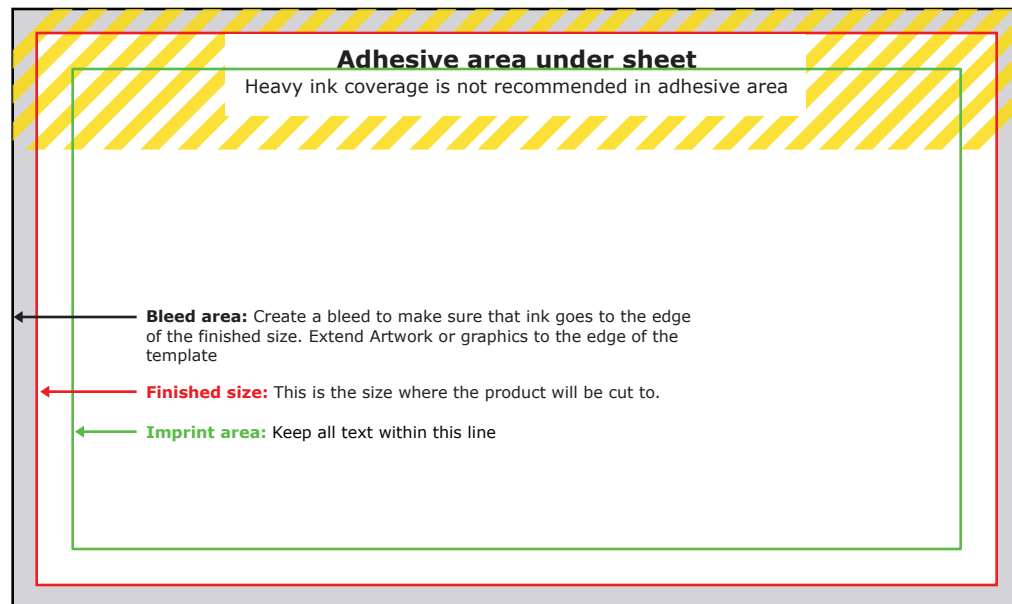 Adhesive area under sheet
Heavy ink coverage is not recommended in adhesive area
Bleed area: Create a bleed to make sure that ink goes to the edge
of the finished size. Extend Artwork or graphics to the edge of the
template
Finished size: This is the size where the product will be cut to.
Imprint area: Keep all text within this line